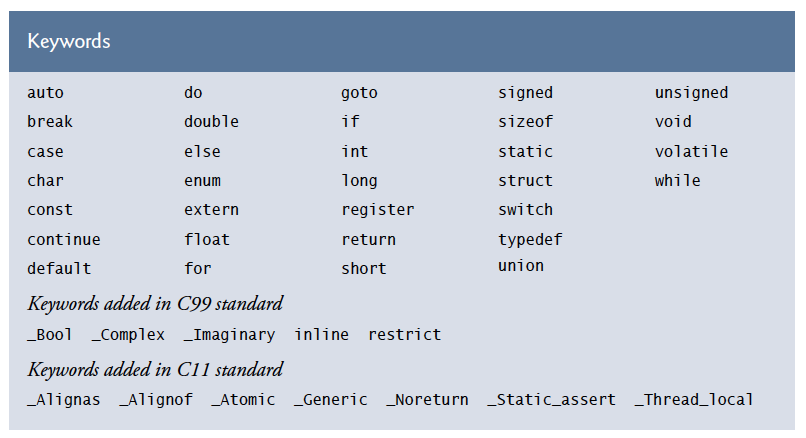 Keywords
auto do goto signed unsigned
break double if sizeof void
case else int static volatile
char enum long struct while
const extern register switch
continue float return typedef
default for short union
Keywords added in C99 standard
_Bool _Complex _Imaginary inline restrict
Keywords added in C11 standard
_Alignas _Alignof _Atomic _Generic _Noreturn _Static_assert _Thread_local